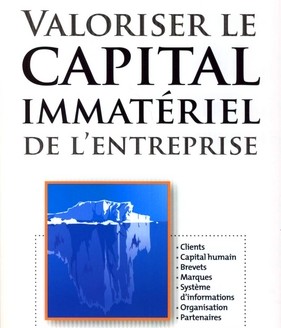 VALORISER LE
CAPITAL
IMMATÉRIEL
DE L'ENTREPRISE
• Clients
• Capital humain
• Brevets
• Marques
• Système
d'informations
• Organisation
• Partenaires